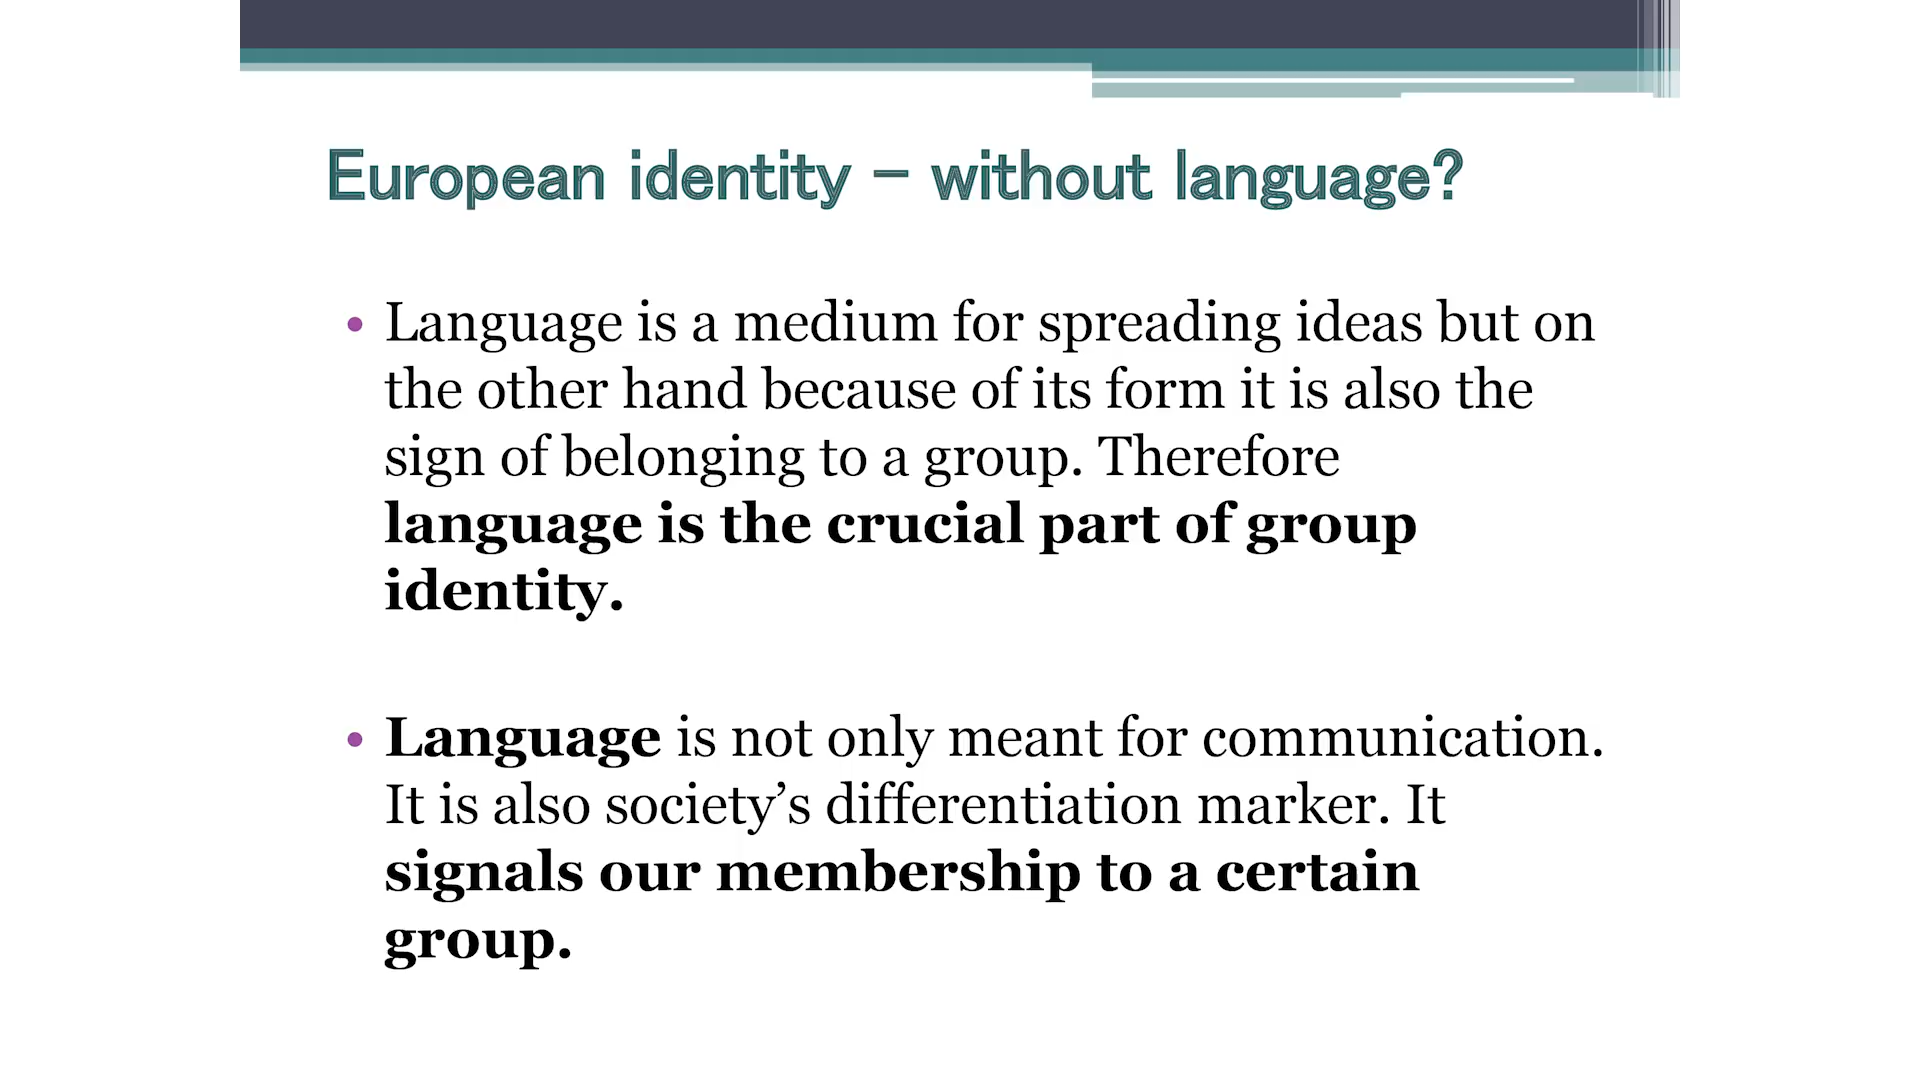 European identity – without language?
• Language is a medium for spreading ideas but on
the other hand because of its form it is also the
sign of belonging to a group. Therefore
language is the crucial part of group
identity.
• Language is not only meant for communication.
It is also society’s differentiation marker. It
signals our membership to a certain
group.